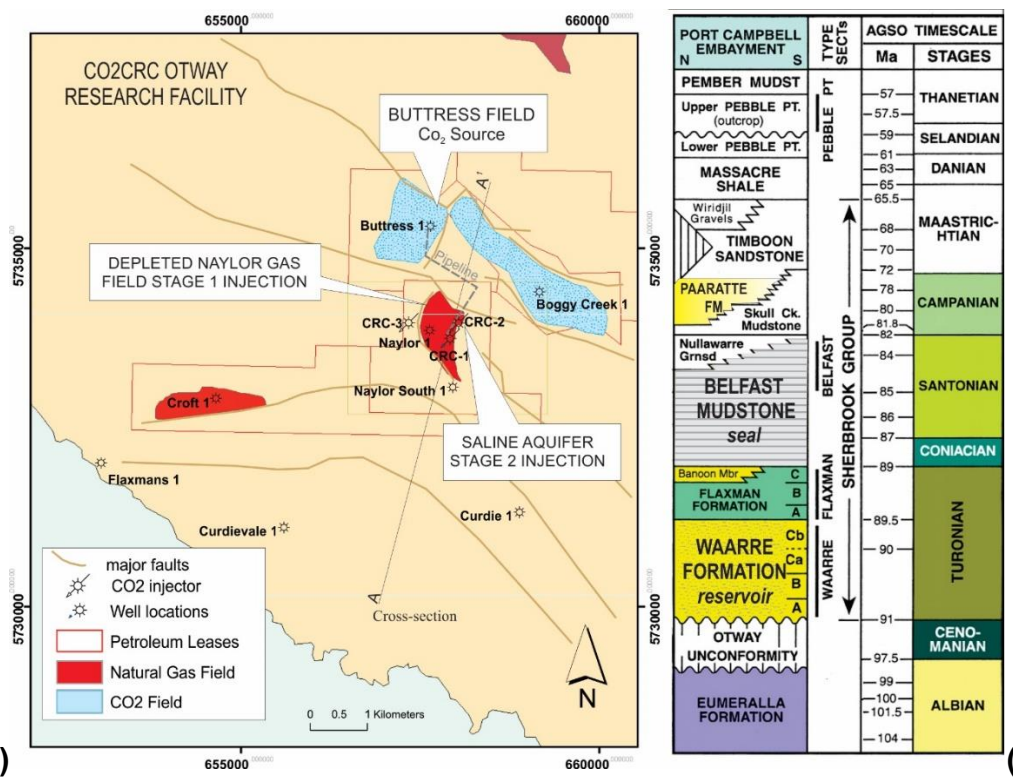 655000
660000
CO2CRC OTWAY
RESEARCH FACILITY
BUTTRESS FIELD
Co₂ Source
A'
Buttress 1
5735000
5735000
DEPLETED NAYLOR GAS
FIELD STAGE 1 INJECTION
Pipeline
Boggy Creek 1
CRC-3
CRC-2
Naylor 1
CRC-1
Naylor South 1
Croft 1
SALINE AQUIFER
STAGE 2 INJECTION
Flaxmans 1
Curdie 1
Curdievale 1
major faults
CO2 injector
Well locations
Petroleum Leases
Natural Gas Field
CO2 Field
A
Cross-section
5730000
5730000
N
0 0.5 1 Kilometers
655000
660000
)
PORT CAMPBELL
EMBAYMENT
N S
TYPE
SECTS
AGSO TIMESCALE
Ma
STAGES
PEMBER MUDST
Upper PEBBLE PT.
(outcrop)
Lower PEBBLE PT.
PEBBLE PT
MASSACRE
SHALE
Wiridjil
Gravels
TIMBOON
SANDSTONE
PAARATTE
FM
Skull Ck.
Mudstone
Nullawarre
Grnsd
BELFAST
MUDSTONE
seal
BELFAST
Banoon Mbr
C
FLAXMAN
FORMATION
B
A
FLAXMAN
WAARRE
FORMATION
reservoir
Cb
Ca
B
A
WAARRE
OTWAY
UNCONFORMITY
EUMERALLA
FORMATION
SHERBROOK GROUP
57
57.5
59
61
63
65
65.5
68
70
72
78
80
81.8
82
84
85
86
87
89
89.5
90
91
97.5
99
100
101.5
104
THANETIAN
SELANDIAN
DANIAN
MAASTRICH-
TIAN
CAMPANIAN
SANTONIAN
CONIACIAN
TURONIAN
CENO-
MANIAN
ALBIAN
(